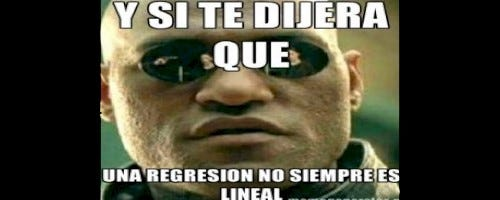 Y SI TE DIJERA
QUE
UNA REGRESION NO SIEMPRE ES
LINEAL